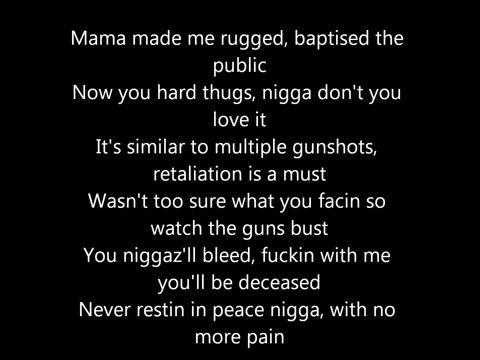 Mama made me rugged, baptised the
public
Now you hard thugs, nigga don't you
love it
It's similar to multiple gunshots,
retaliation is a must
Wasn't too sure what you facin so
watch the guns bust
You niggaz'll bleed, fuckin with me
you'll be deceased
Never restin in peace nigga, with no
more pain